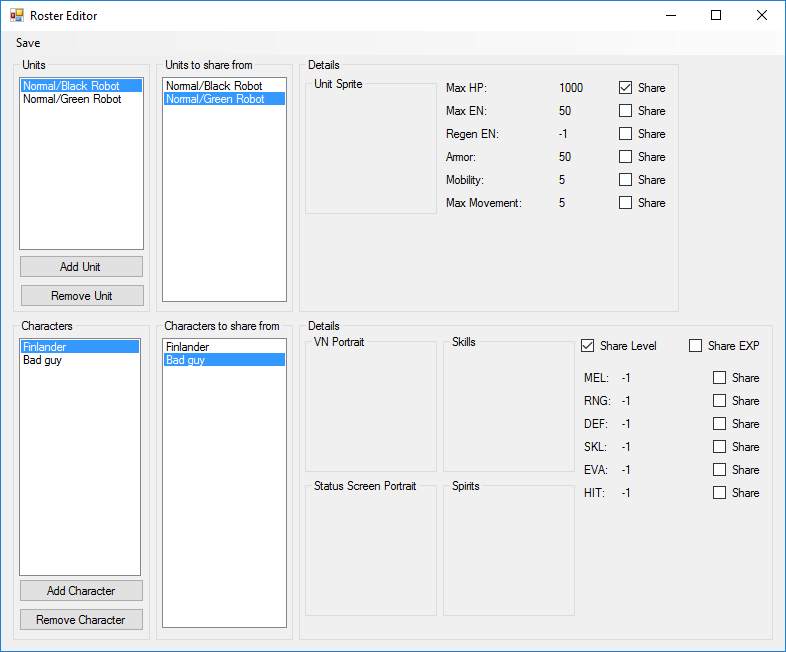 Roster Editor
Save
Units
Normal/Black Robot
Normal/Green Robot
Add Unit
Remove Unit
Units to share from
Normal/Black Robot
Normal/Green Robot
Details
Unit Sprite
Max HP: 1000 Share
Max EN: 50 Share
Regen EN: -1 Share
Armor: 50 Share
Mobility: 5 Share
Max Movement: 5 Share
Characters
Finlander
Bad guy
Add Character
Remove Character
Characters to share from
Finlander
Bad guy
Details
VN Portrait
Skills
Status Screen Portrait
Spirits
Share Level Share EXP
MEL: -1 Share
RNG: -1 Share
DEF: -1 Share
SKL: -1 Share
EVA: -1 Share
HIT: -1 Share